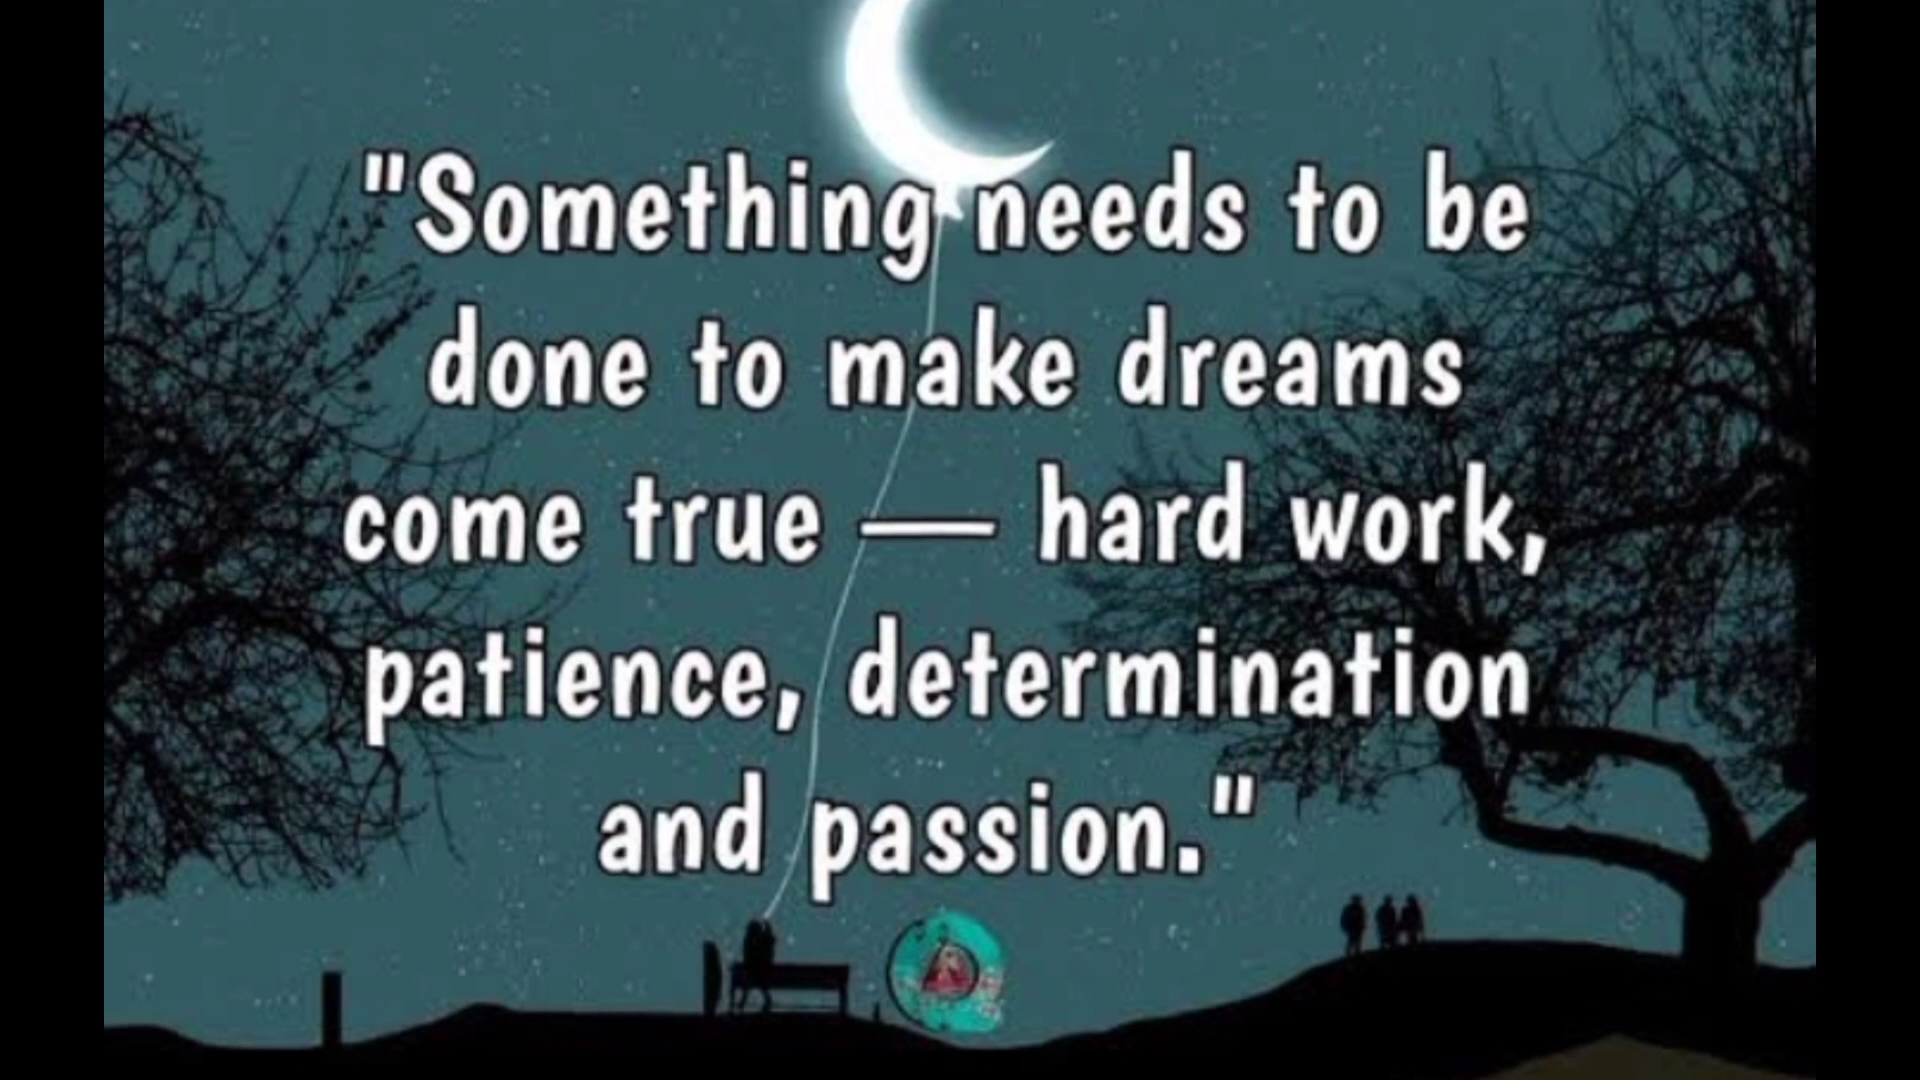 "Something needs to be
done to make dreams
come true — hard work,
patience, determination
and passion."